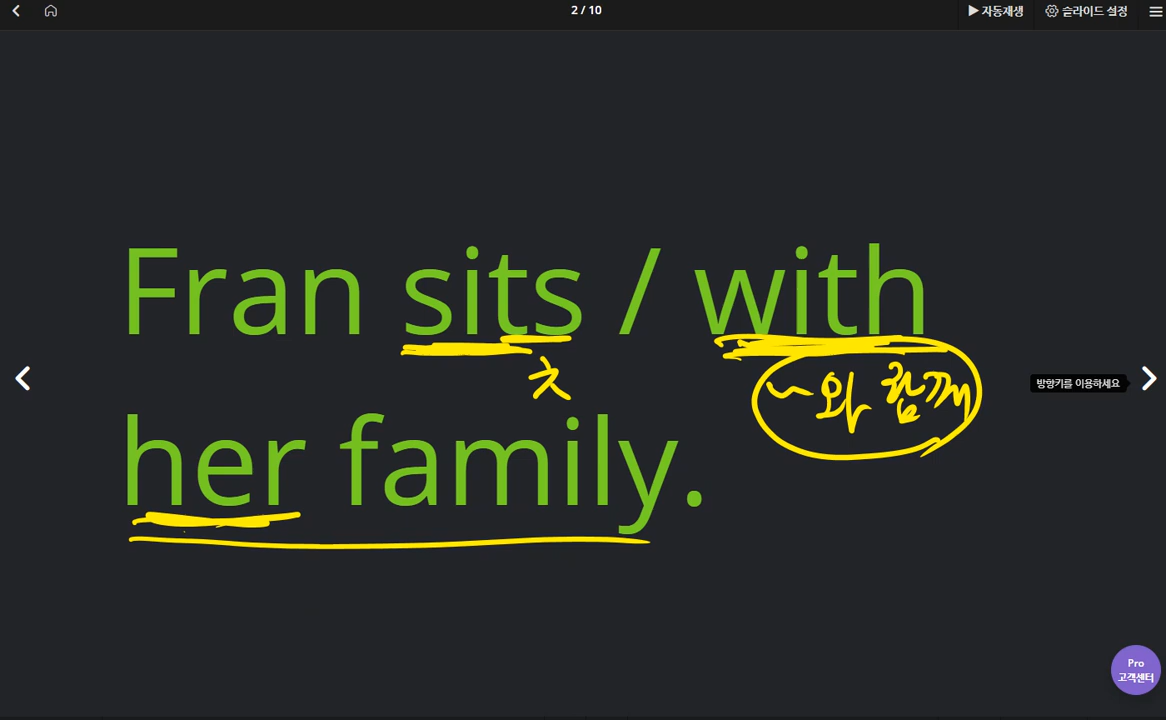 2 / 10
자동재생
슬라이드 설정
Fran sits / with
ㅊ
~와 함께
방향키를 이용하세요
her family.
Pro
고객센터